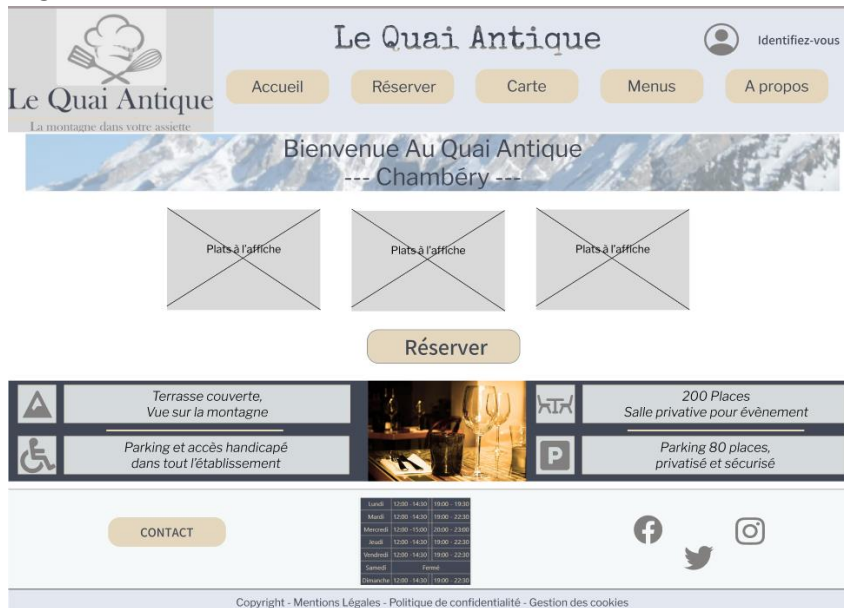 Le Quai Antique
Identifiez-vous
Accueil
Réserver
Carte
Menus
A propos
Le Quai Antique
La montagne dans votre assiette
Bienvenue Au Quai Antique
--- Chambéry ---
Plats à l'affiche
Plats à l'affiche
Plats à l'affiche
Réserver
Terrasse couverte,
Vue sur la montagne
200 Places
Salle privative pour évènement
Parking et accès handicapé
dans tout l'établissement
P
Parking 80 places,
privatisé et sécurisé
CONTACT
Lundi 12:00 - 14:30 19:00 - 19:30
Mardi 12:00 - 14:30 19:00 - 22:30
Mercredi 12:00 - 15:00 20:00 - 23:00
Jeudi 12:00 - 14:30 19:00 - 22:30
Vendredi 12:00 - 14:30 19:00 - 22:30
Samedi Fermé
Dimanche 12:00 - 14:30 19:00 - 22:30
Copyright - Mentions Légales - Politique de confidentialité - Gestion des cookies